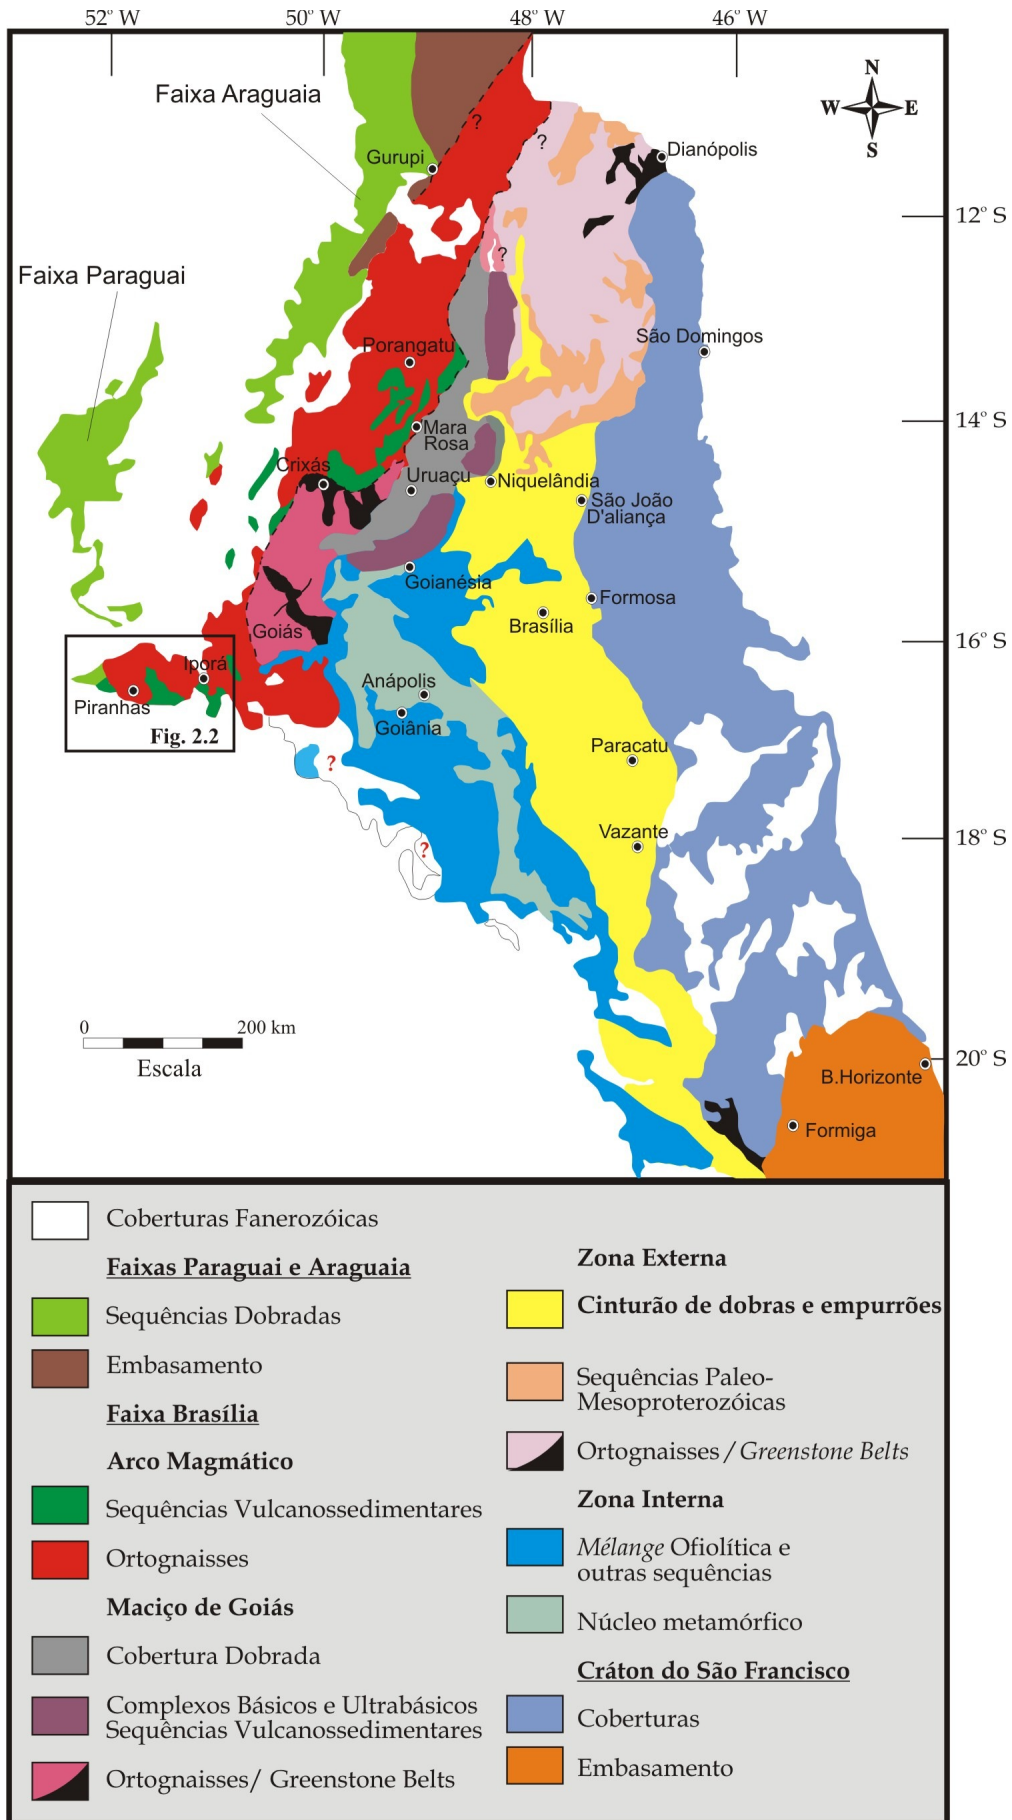 52° W 50° W 48° W 46° W
N
W E
S
Faixa Araguaia
?
?
Gurupi
Dianópolis
12° S
?
Faixa Paraguai
São Domingos
Porangatu
14° S
Mara
Rosa
Crixás
Uruaçu
Niquelândia
São João
D'aliança
Goianésia
Formosa
Brasília
Goiás
16° S
Iporá
Anápolis
Piranhas
Goiânia
Fig. 2.2
Paracatu
?
Vazante
18° S
?
0 200 km
Escala
20° S
B.Horizonte
Formiga
Coberturas Fanerozóicas
Faixas Paraguai e Araguaia
Sequências Dobradas
Embasamento
Faixa Brasília
Arco Magmático
Sequências Vulcanossedimentares
Ortognaisses
Maciço de Goiás
Cobertura Dobrada
Complexos Básicos e Ultrabásicos
Sequências Vulcanossedimentares
Ortognaisses/ Greenstone Belts
Zona Externa
Cinturão de dobras e empurrões
Sequências Paleo-
Mesoproterozóicas
Ortognaisses / Greenstone Belts
Zona Interna
Mélange Ofiolítica e
outras sequências
Núcleo metamórfico
Cráton do São Francisco
Coberturas
Embasamento